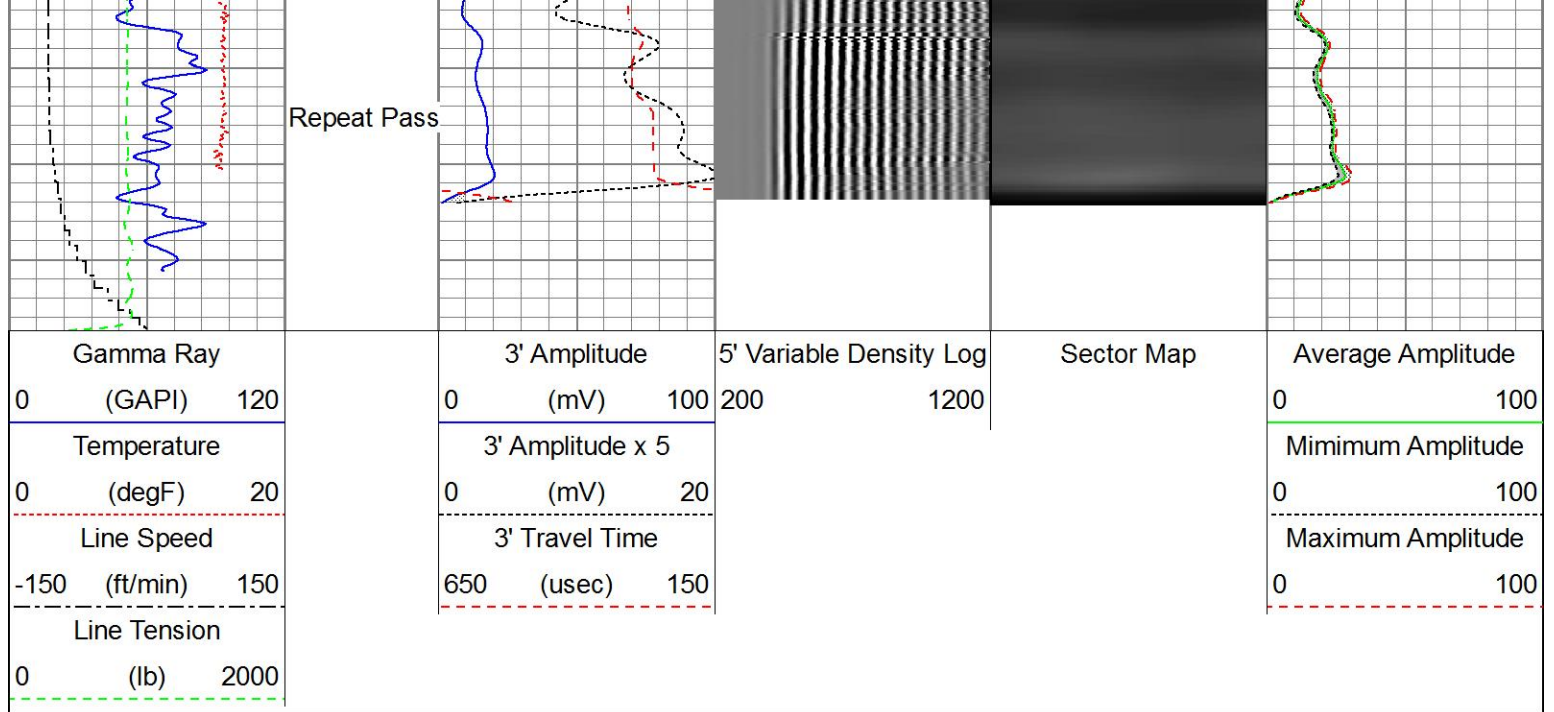 Repeat Pass
Gamma Ray
0 (GAPI) 120
Temperature
0 (degF) 20
Line Speed
-150 (ft/min) 150
Line Tension
0 (lb) 2000
3' Amplitude
0 (mV) 100
3' Amplitude x 5
0 (mV) 20
3' Travel Time
650 (usec) 150
5' Variable Density Log
200 1200
Sector Map
Average Amplitude
0 100
Mimimum Amplitude
0 100
Maximum Amplitude
0 100